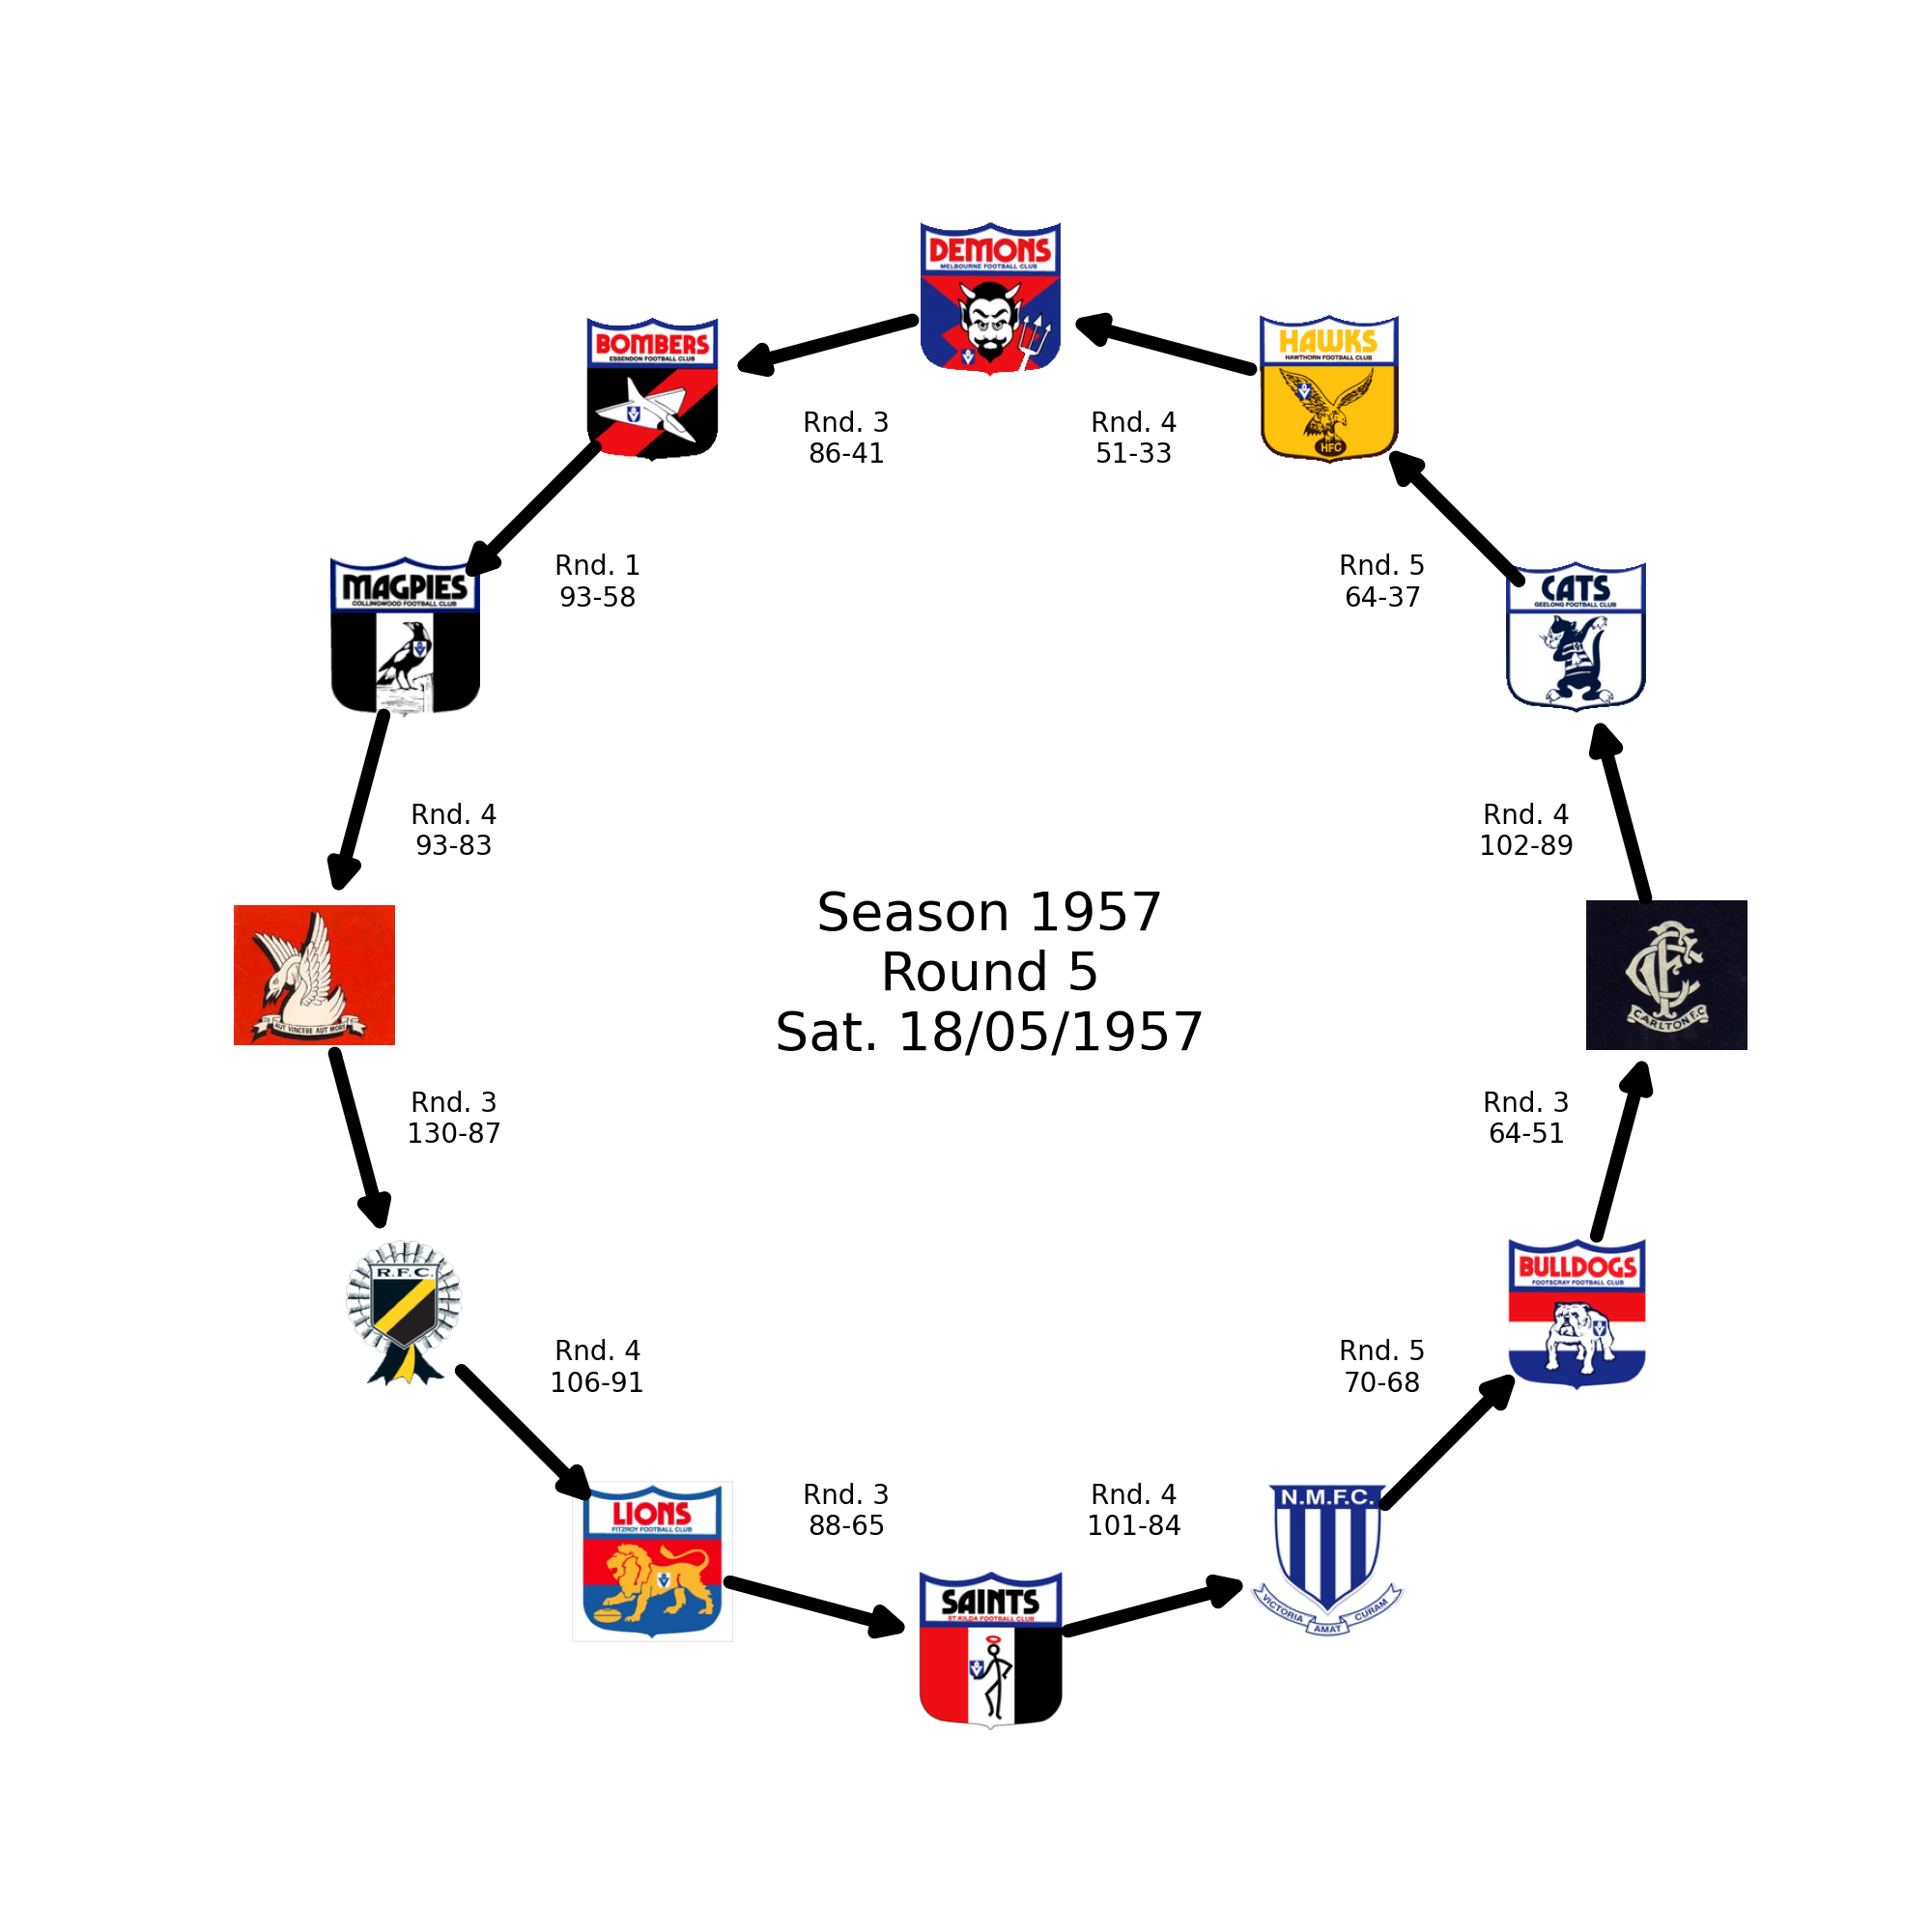 DEMONS
MELBOURNE FOOTBALL CLUB
BOMBERS
ESSENDON FOOTBALL CLUB
HAWKS
HAWTHORN FOOTBALL CLUB
HFC
Rnd. 3
86-41
Rnd. 4
51-33
MAGPIES
COLLINGWOOD FOOTBALL CLUB
Rnd. 1
93-58
Rnd. 5
64-37
CATS
GEELONG FOOTBALL CLUB
Rnd. 4
93-83
Rnd. 4
102-89
Season 1957
Round 5
Sat. 18/05/1957
AUT VINCERE AUT MORI
CFC
CARLTON F.C
Rnd. 3
130-87
Rnd. 3
64-51
R.F.C.
BULLDOGS
FOOTSCRAY FOOTBALL CLUB
Rnd. 4
106-91
Rnd. 5
70-68
LIONS
FITZROY FOOTBALL CLUB
Rnd. 3
88-65
Rnd. 4
101-84
N.M.F.C.
VICTORIA AMAT CURAM
SAINTS
ST.KILDA FOOTBALL CLUB